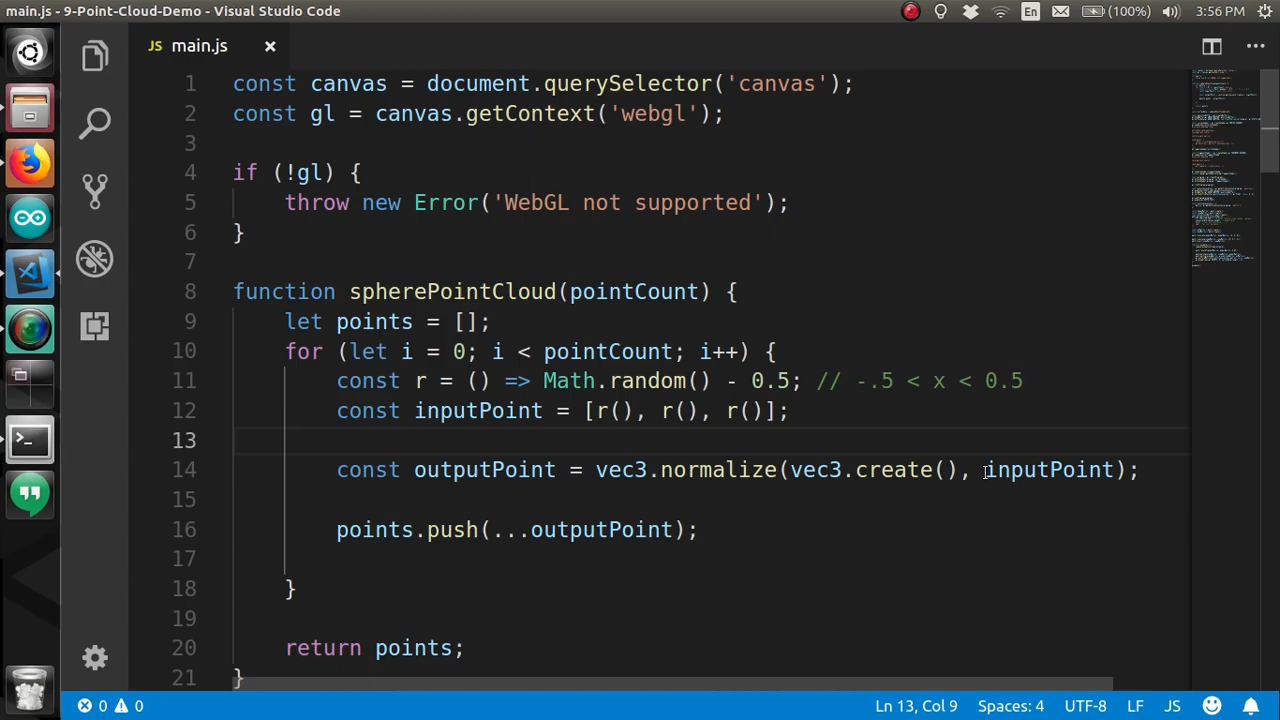 main.js - 9-Point-Cloud-Demo - Visual Studio Code
En
(100%)
3:56 PM
JS main.js ×
1 const canvas = document.querySelector('canvas');
2 const gl = canvas.getContext('webgl');
3
4 if (!gl) {
5 throw new Error('WebGL not supported');
6 }
7
8 function spherePointCloud(pointCount) {
9 let points = [];
10 for (let i = 0; i < pointCount; i++) {
11 const r = () => Math.random() - 0.5; // -.5 < x < 0.5
12 const inputPoint = [r(), r(), r()];
13
14 const outputPoint = vec3.normalize(vec3.create(), inputPoint);
15
16 points.push(...outputPoint);
17
18 }
19
20 return points;
21 }
0 0 Ln 13, Col 9 Spaces: 4 UTF-8 LF JS